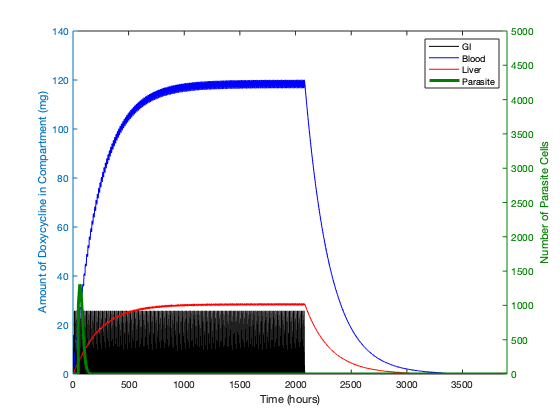 140
120
100
80
60
40
20
0
Amount of Doxycycline in Compartment (mg)
5000
4500
4000
3500
3000
2500
2000
1500
1000
500
0
Number of Parasite Cells
GI
Blood
Liver
Parasite
0 500 1000 1500 2000 2500 3000 3500
Time (hours)